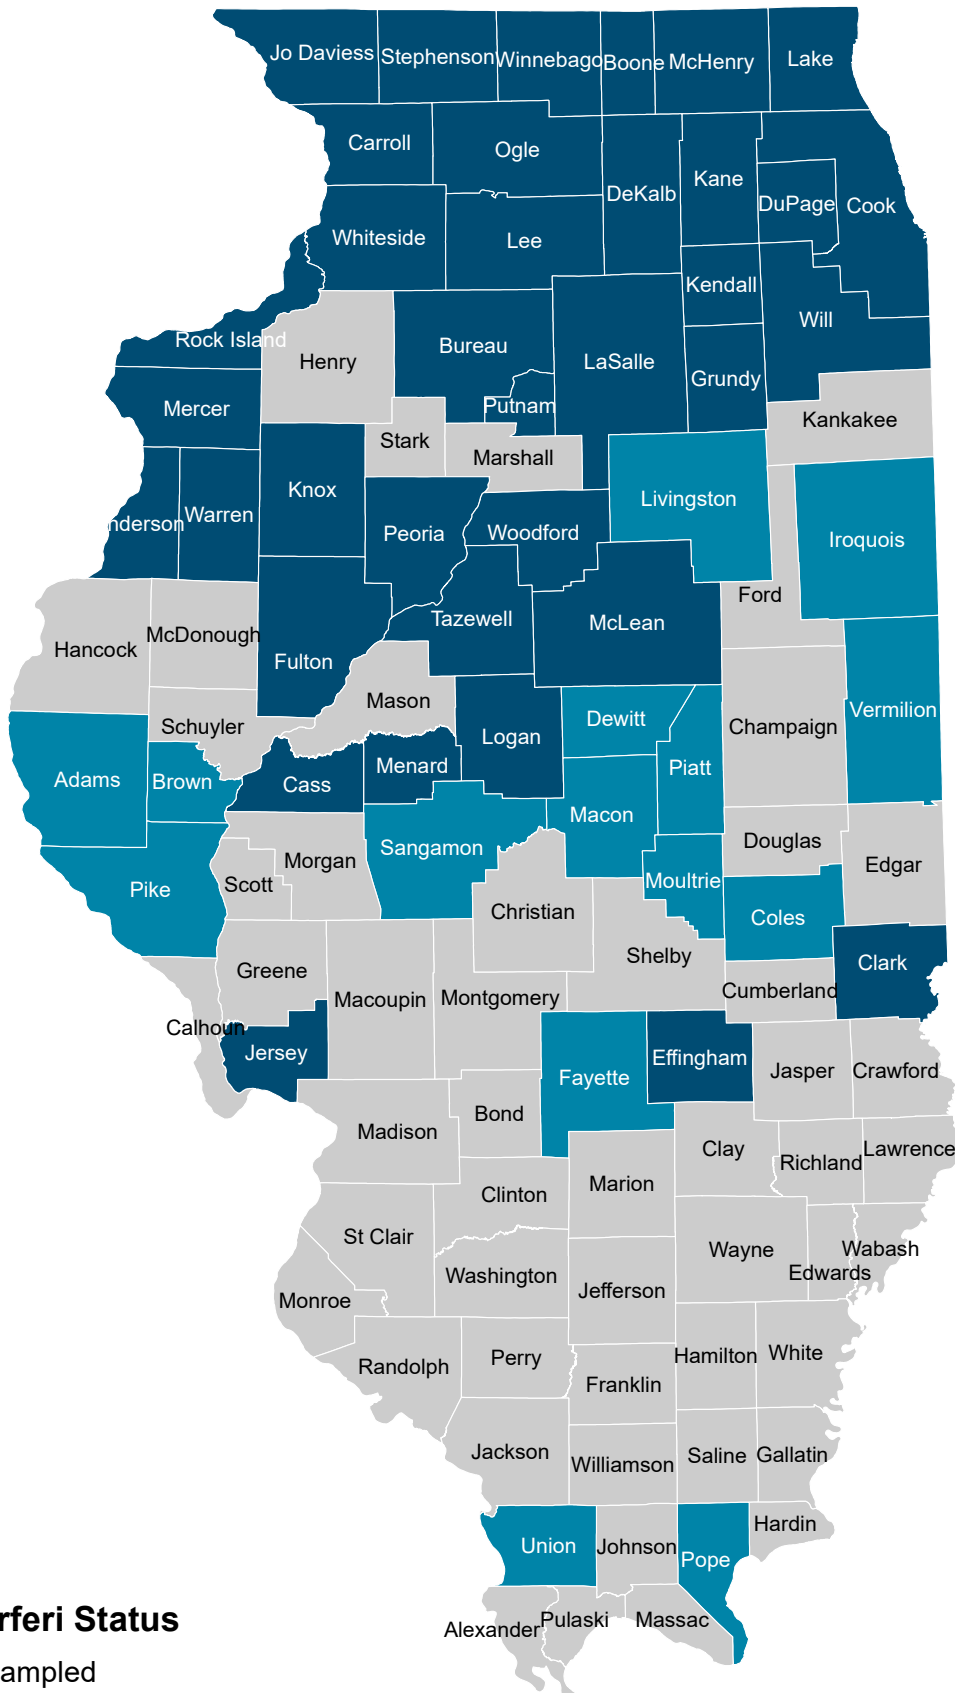 Jo Daviess
Stephenson
Winnebago
Boone
McHenry
Lake
Carroll
Ogle
DeKalb
Kane
DuPage
Cook
Whiteside
Lee
Kendall
Will
Rock Island
Henry
Bureau
LaSalle
Grundy
Mercer
Putnam
Kankakee
Stark
Marshall
Knox
Livingston
nderson
Warren
Peoria
Woodford
Iroquois
Ford
Hancock
McDonough
Fulton
Tazewell
McLean
Mason
Schuyler
Logan
Dewitt
Champaign
Vermilion
Adams
Brown
Cass
Menard
Piatt
Macon
Sangamon
Douglas
Edgar
Pike
Scott
Morgan
Christian
Moultrie
Coles
Shelby
Clark
Greene
Macoupin
Montgomery
Cumberland
Calhoun
Jersey
Fayette
Effingham
Jasper
Crawford
Madison
Bond
Clay
Richland
Lawrence
Marion
Clinton
St Clair
Wayne
Wabash
Edwards
Washington
Jefferson
Monroe
Randolph
Perry
Franklin
Hamilton
White
Jackson
Williamson
Saline
Gallatin
Union
Johnson
Pope
Hardin
Alexander
Pulaski
Massac
rferi Status
ampled